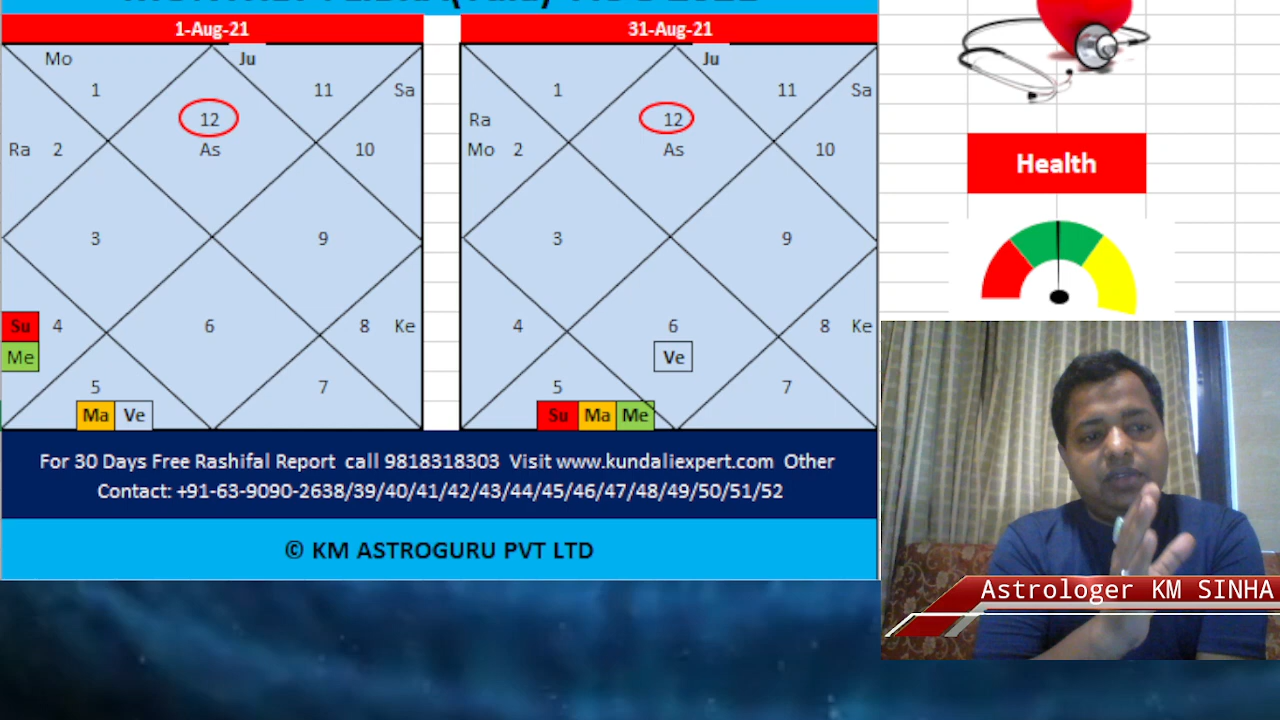 1-Aug-21
Mo Ju
1 11 Sa
12
Ra 2 As 10
3 9
Su 4 6 8 Ke
Me
5 7
Ma Ve
31-Aug-21
Ju
1 11 Sa
Ra 12
Mo 2 As 10
3 9
4 6 8 Ke
Ve
5 7
Su Ma Me
For 30 Days Free Rashifal Report call 9818318303 Visit www.kundaliexpert.com Other
Contact: +91-63-9090-2638/39/40/41/42/43/44/45/46/47/48/49/50/51/52
© KM ASTROGURU PVT LTD
Health
Astrologer KM SINHA